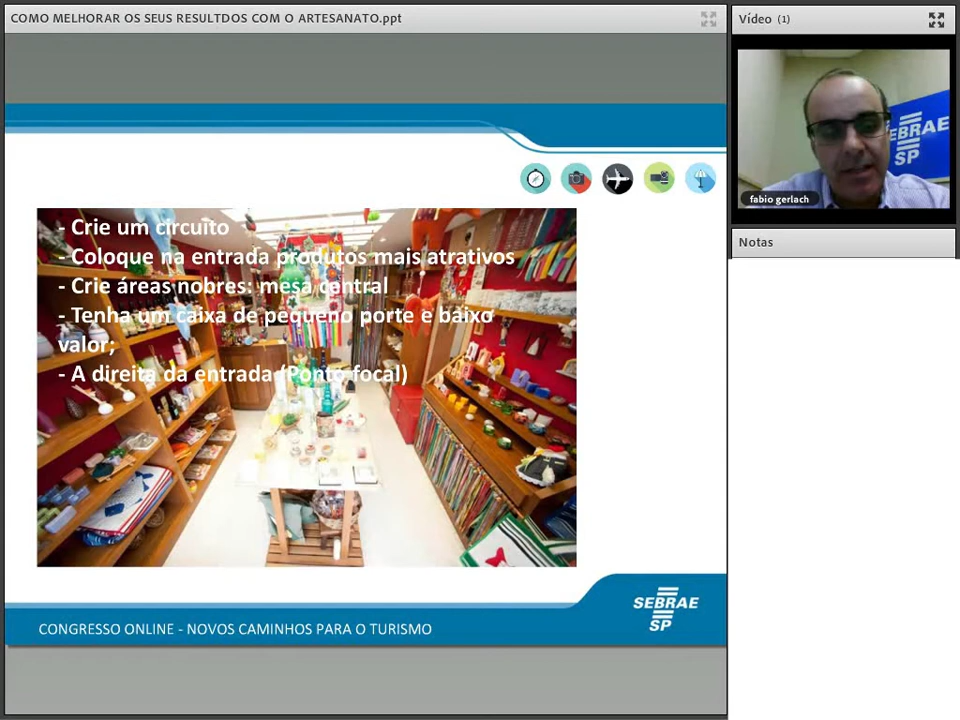 COMO MELHORAR OS SEUS RESULTDOS COM O ARTESANATO.ppt
- Crie um circuito
- Coloque na entrada produtos mais atrativos
- Crie áreas nobres: mesa central
- Tenha um caixa de pequeno porte e baixo
valor;
- A direita da entrada (Ponto focal)
SEBRAE
SP
CONGRESSO ONLINE - NOVOS CAMINHOS PARA O TURISMO
Vídeo (1)
SEBRAE
SP
fabio gerlach
Notas